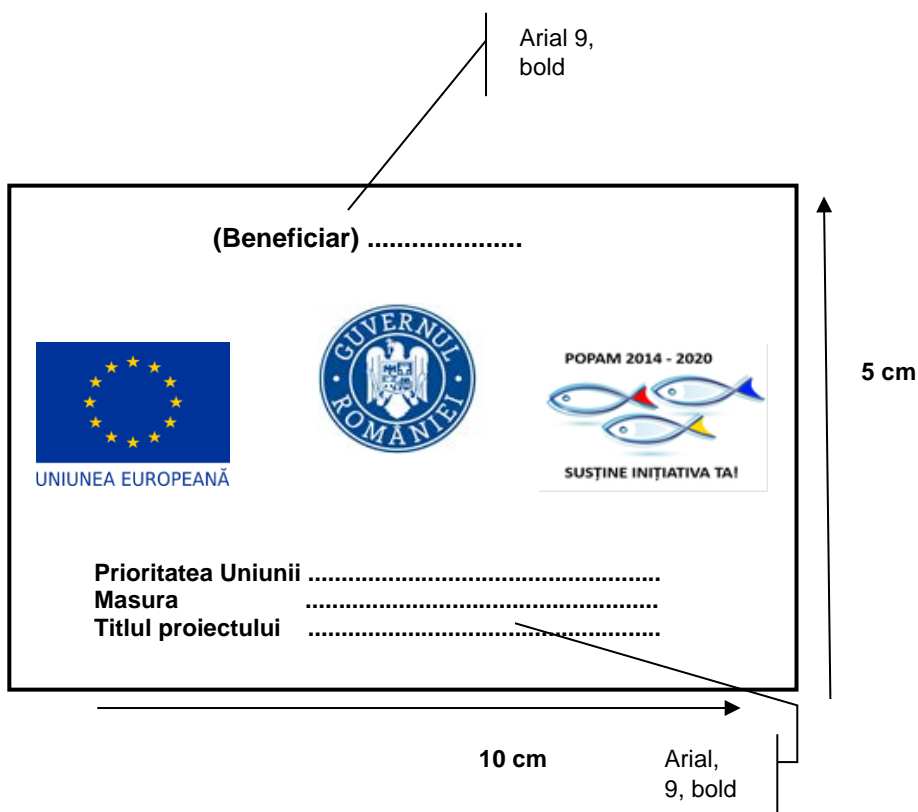 Arial 9,
bold
(Beneficiar) .......................
GUVERNUL ROMÂNIEI
UNIUNEA EUROPEANĂ
POPAM 2014 - 2020
SUSȚINE INIȚIATIVA TA!
5 cm
Prioritatea Uniunii .....................................................
Masura .....................................................
Titlul proiectului .....................................................
10 cm
Arial,
9, bold